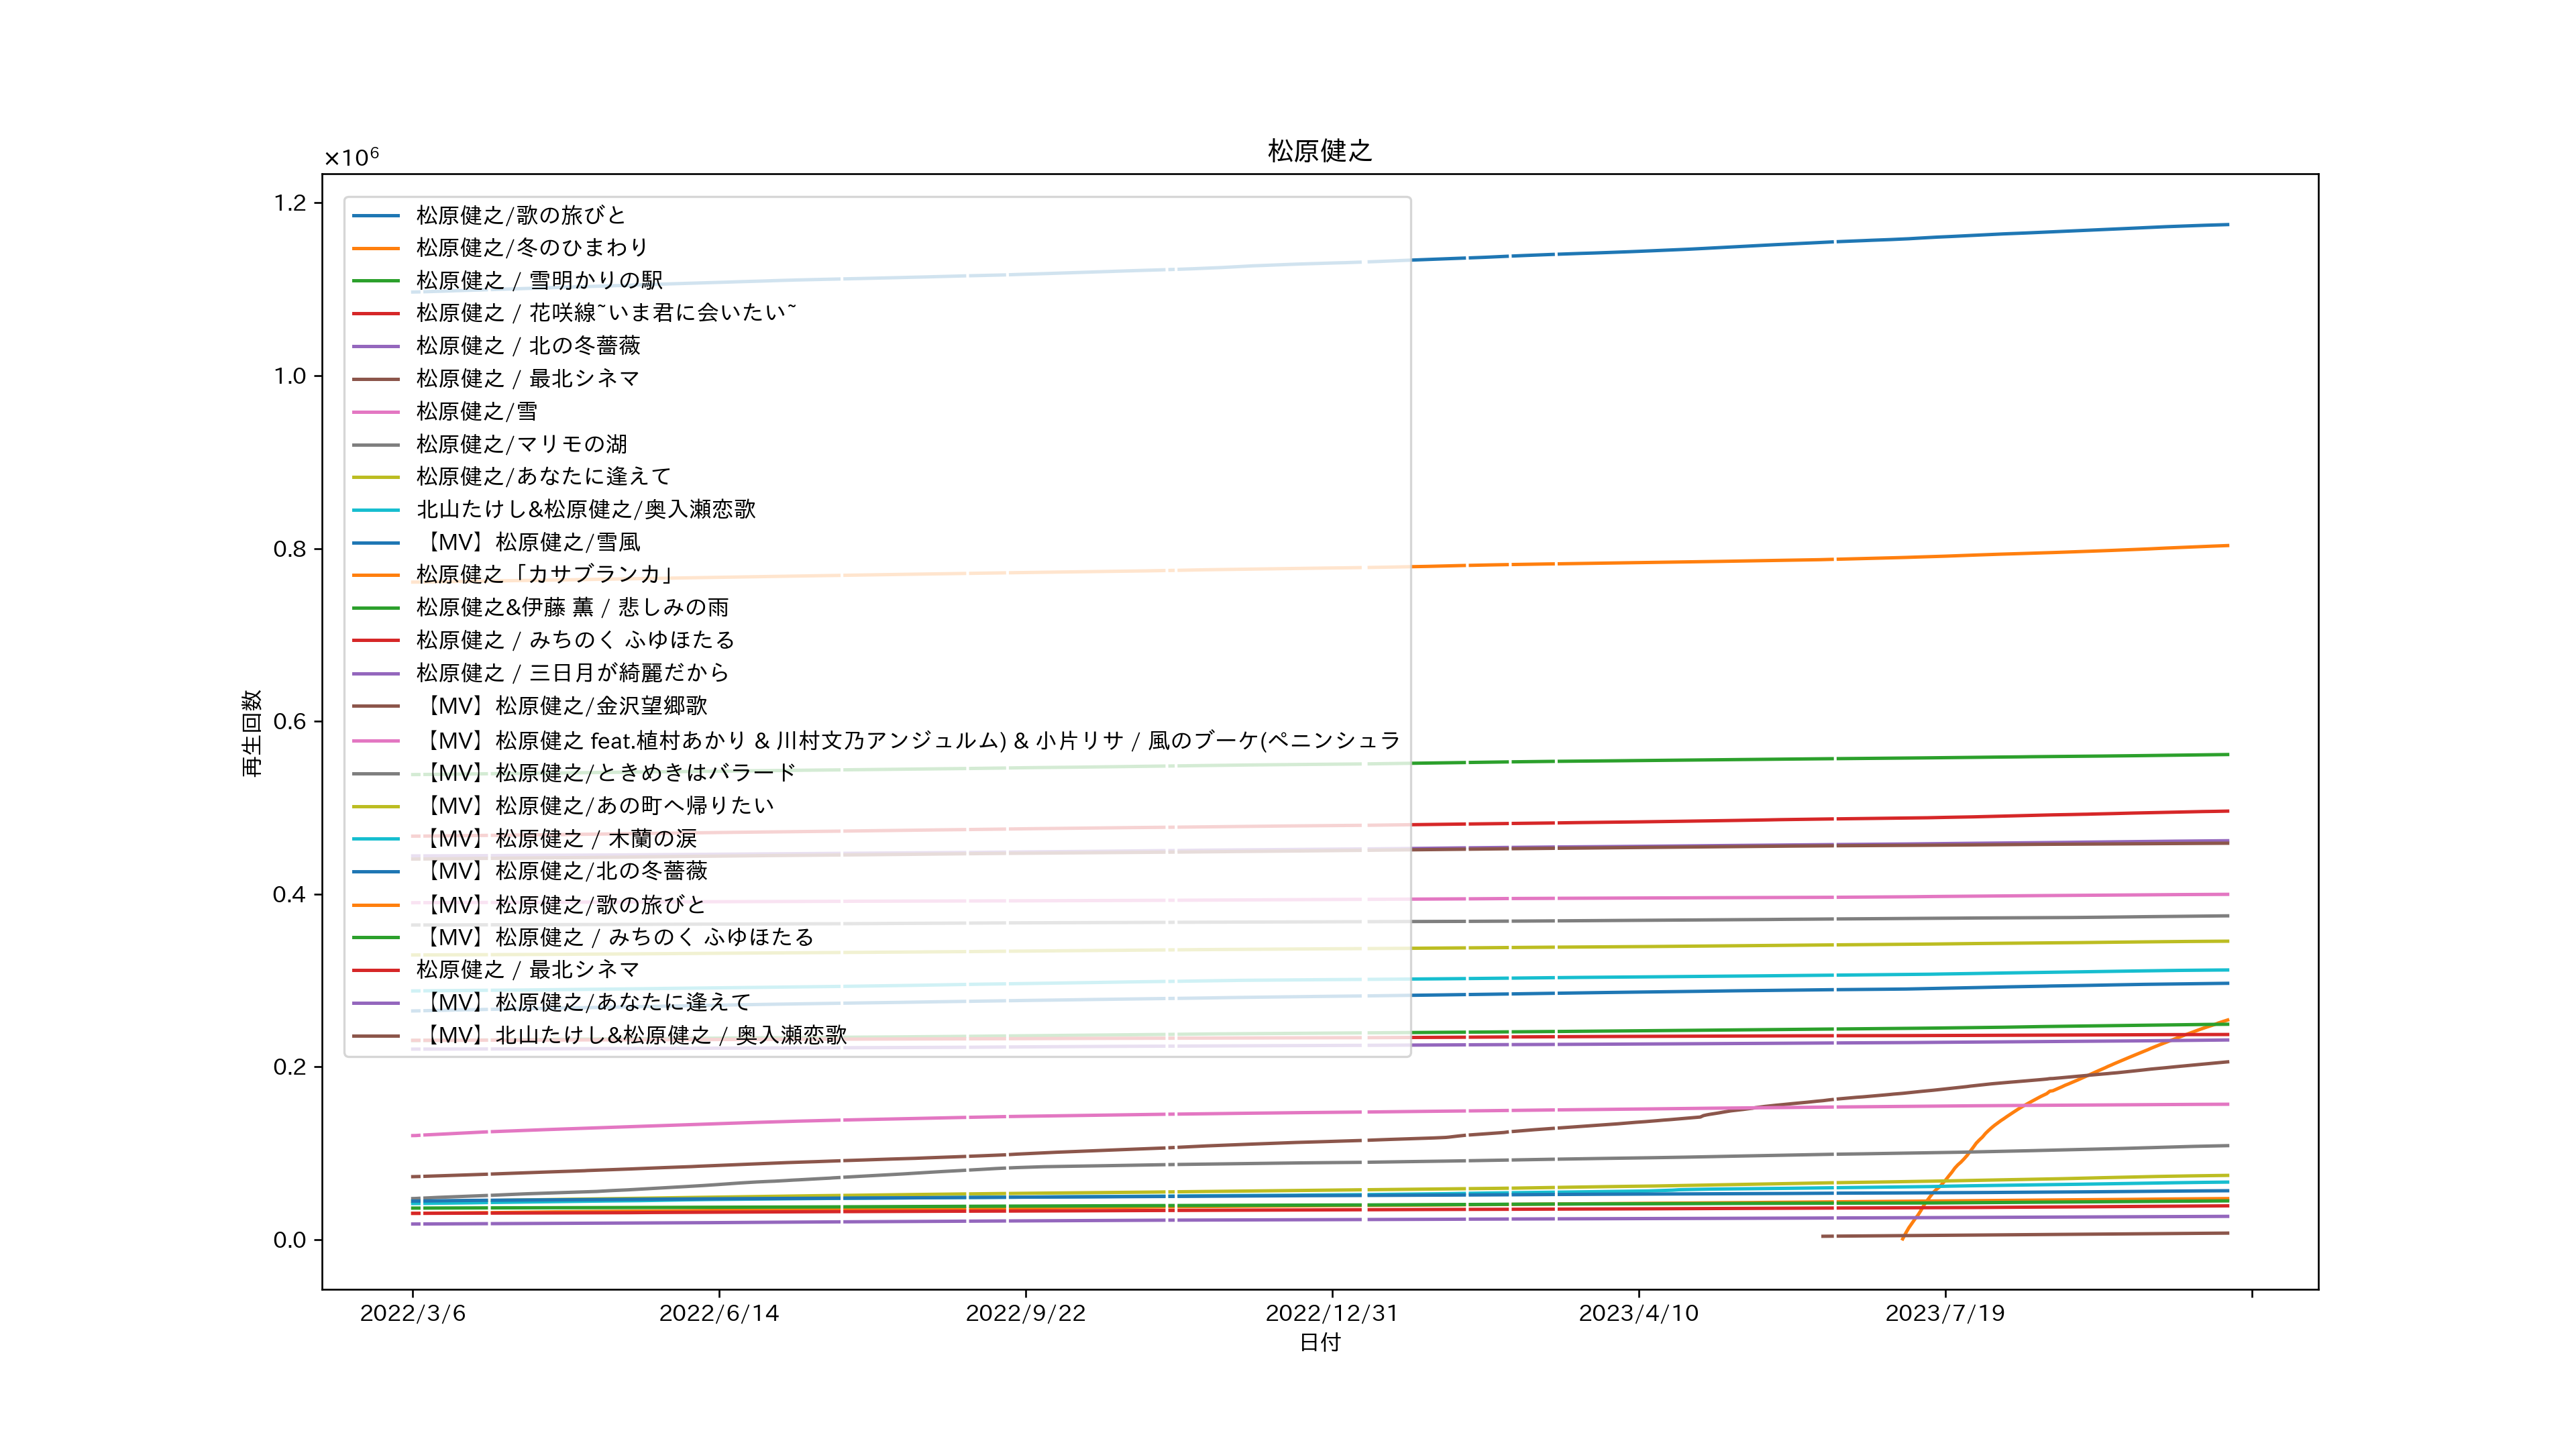 松原健之
×10⁶
1.2
1.0
0.8
0.6
0.4
0.2
0.0
再生回数
松原健之/歌の旅びと
松原健之/冬のひまわり
松原健之 / 雪明かりの駅
松原健之 / 花咲線~いま君に会いたい~
松原健之 / 北の冬薔薇
松原健之 / 最北シネマ
松原健之/雪
松原健之/マリモの湖
松原健之/あなたに逢えて
北山たけし&松原健之/奥入瀬恋歌
【MV】松原健之/雪風
松原健之「カサブランカ」
松原健之&伊藤 薫 / 悲しみの雨
松原健之 / みちのく ふゆほたる
松原健之 / 三日月が綺麗だから
【MV】松原健之/金沢望郷歌
【MV】松原健之 feat.植村あかり & 川村文乃アンジュルム) & 小片リサ / 風のブーケ(ペニンシュラ
【MV】松原健之/ときめきはバラード
【MV】松原健之/あの町へ帰りたい
【MV】松原健之 / 木蘭の涙
【MV】松原健之/北の冬薔薇
【MV】松原健之/歌の旅びと
【MV】松原健之 / みちのく ふゆほたる
松原健之 / 最北シネマ
【MV】松原健之/あなたに逢えて
【MV】北山たけし&松原健之 / 奥入瀬恋歌
2022/3/6
2022/6/14
2022/9/22
2022/12/31
2023/4/10
2023/7/19
日付